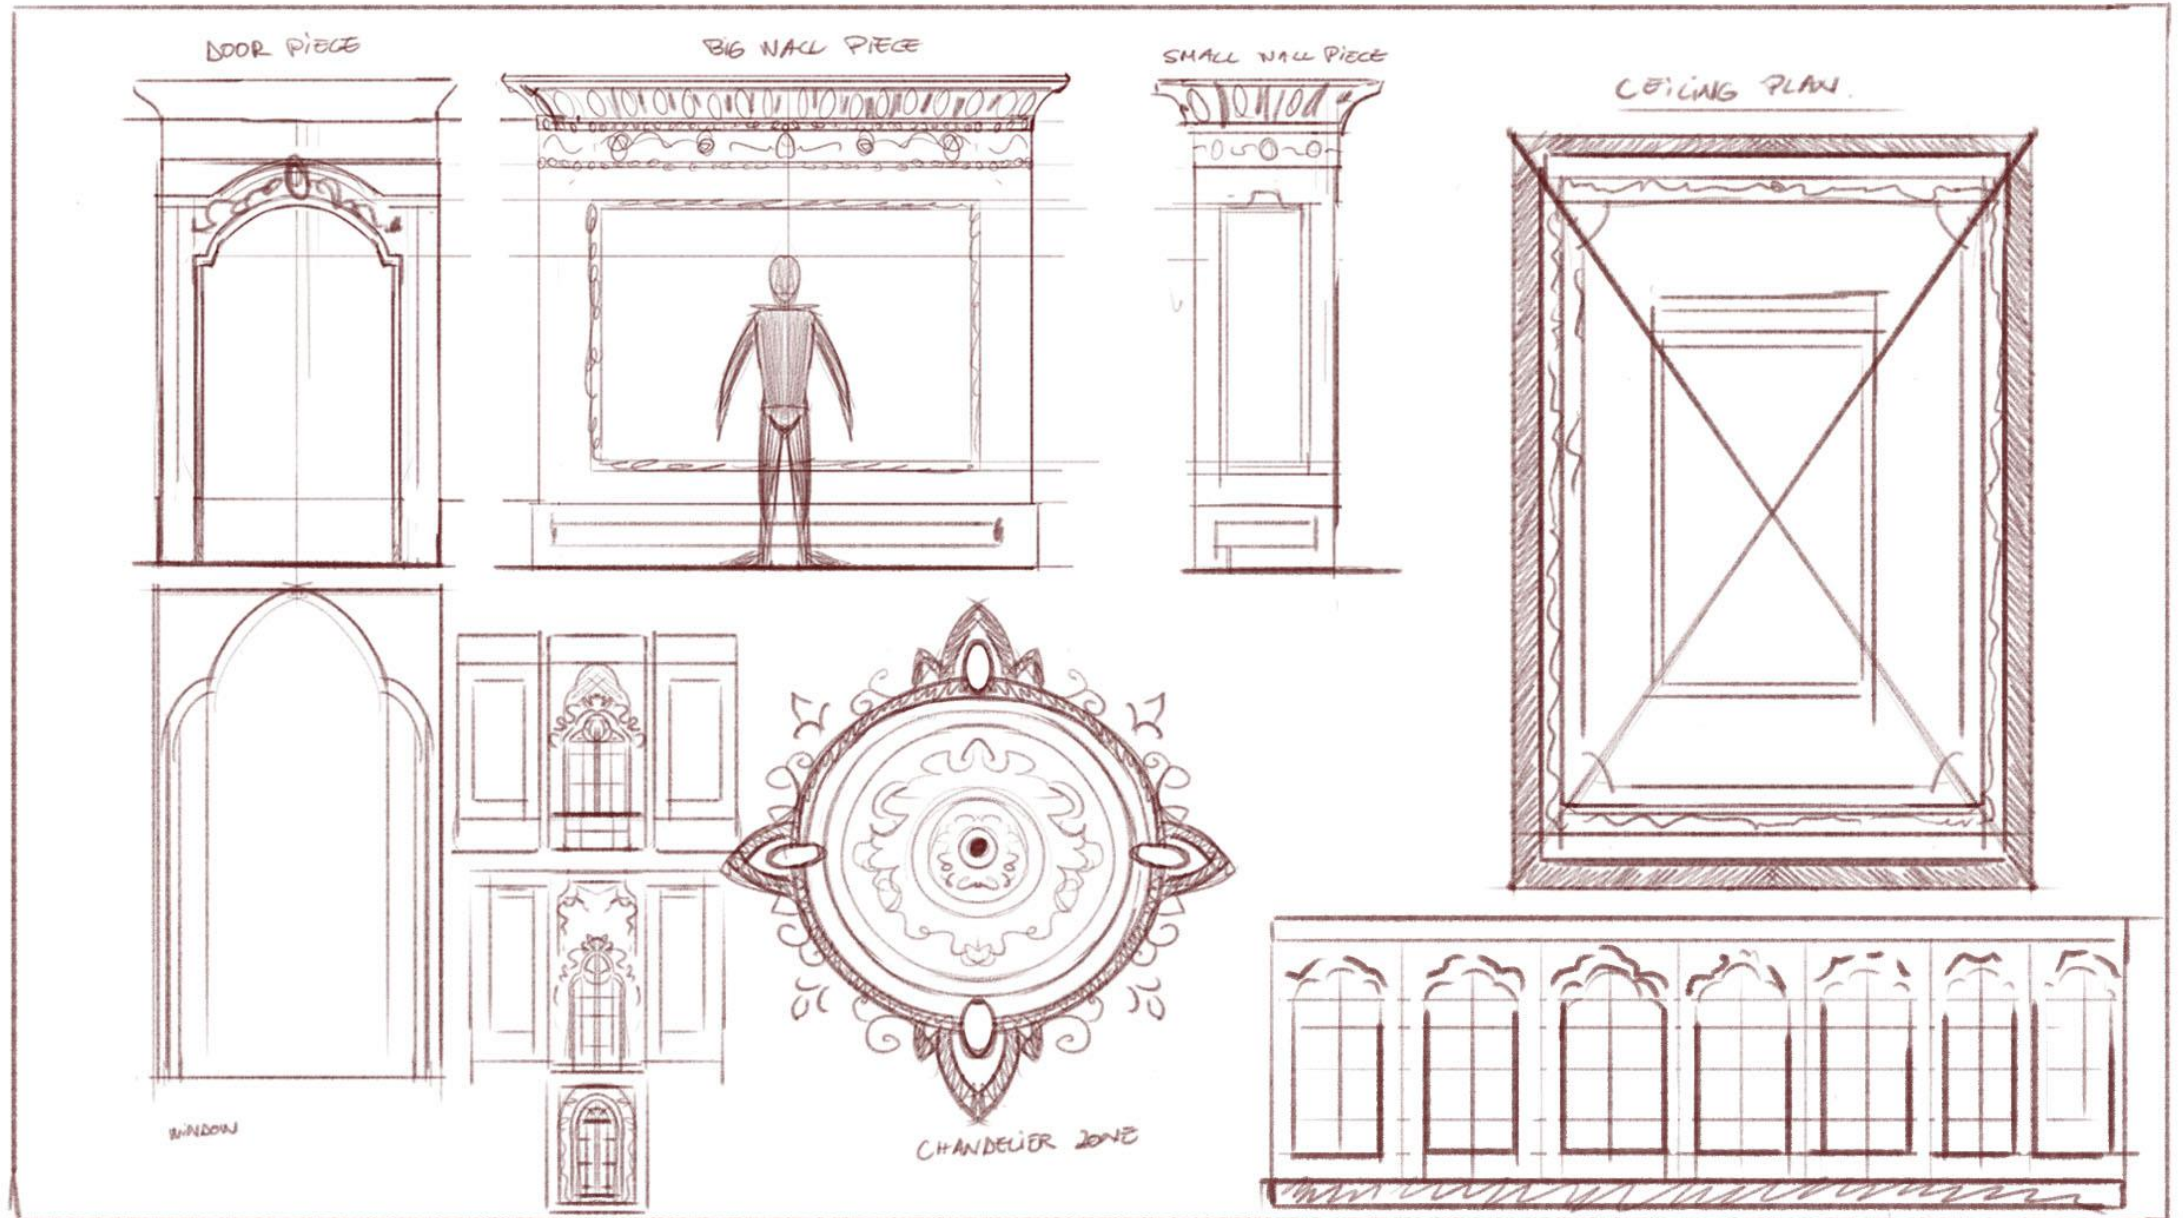 DOOR PIECE
BIG WALL PIECE
SMALL WALL PIECE
CEILING PLAN.
WINDOW
CHANDELIER ZONE